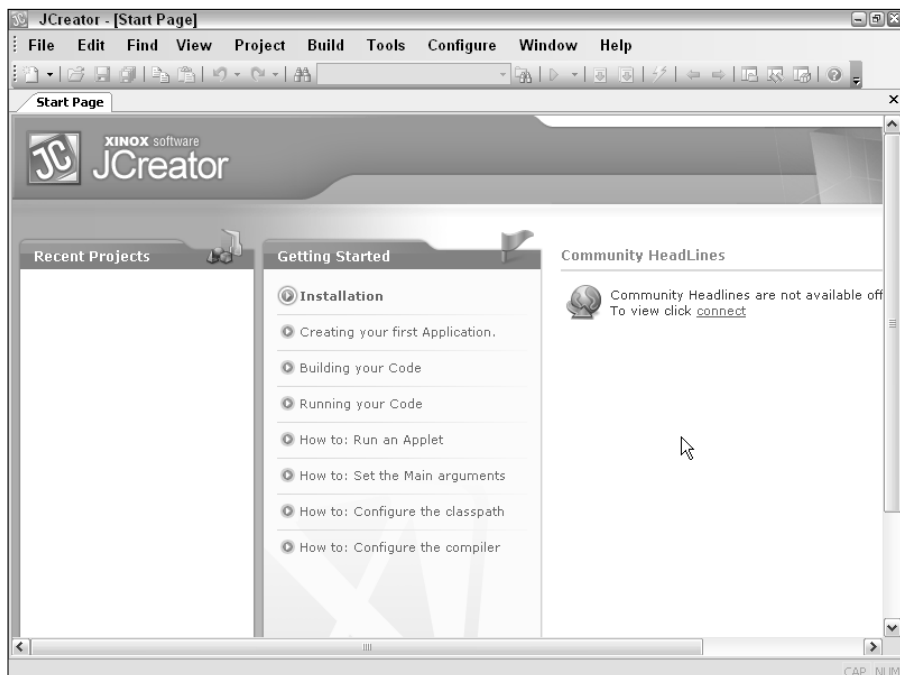 JCreator - [Start Page]
File Edit Find View Project Build Tools Configure Window Help
Start Page
JC
XINOX software
JCreator
Recent Projects
Getting Started
Installation
Creating your first Application.
Building your Code
Running your Code
How to: Run an Applet
How to: Set the Main arguments
How to: Configure the classpath
How to: Configure the compiler
Community HeadLines
Community Headlines are not available off
To view click connect
CAP NUM